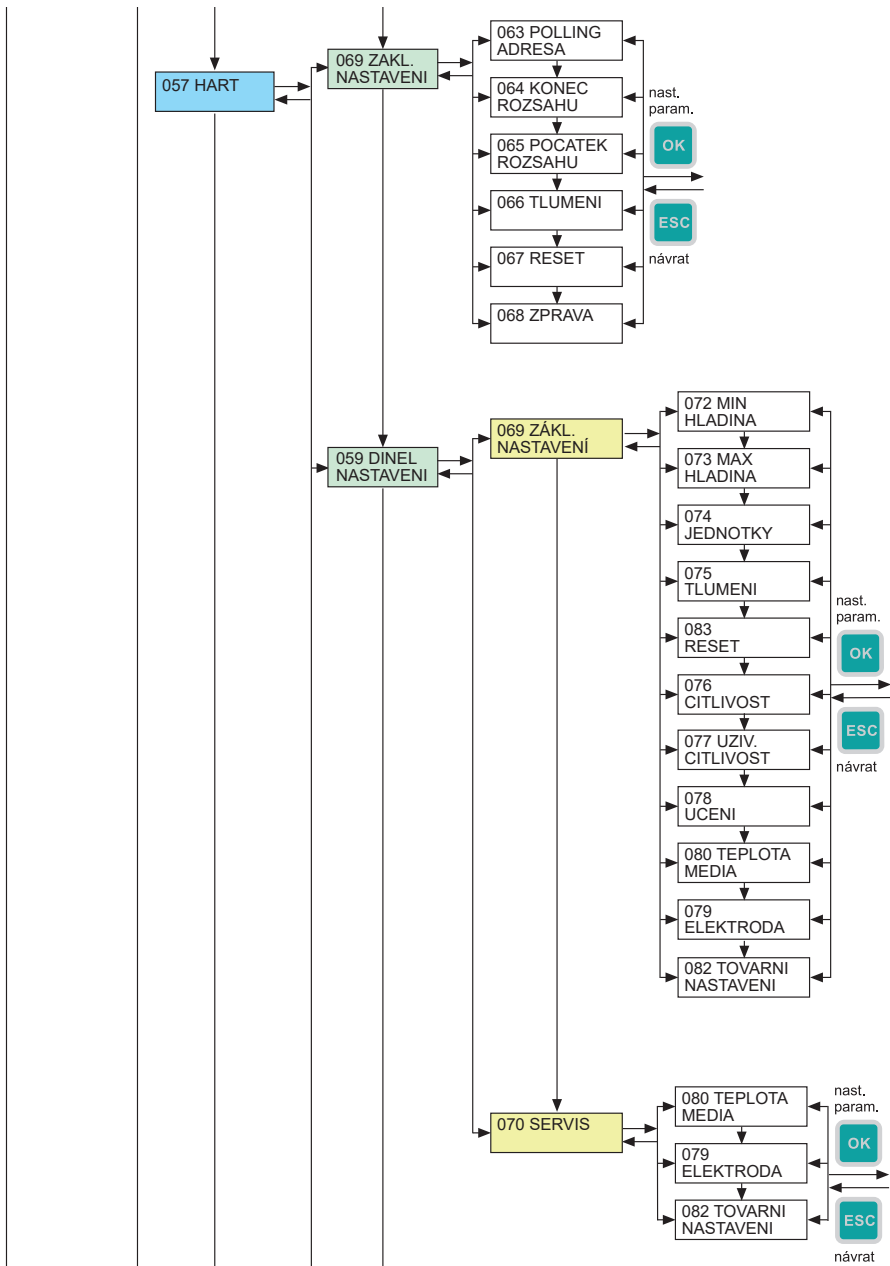 057 HART
069 ZAKL.
NASTAVENI
063 POLLING
ADRESA
064 KONEC
ROZSAHU
065 POCATEK
ROZSAHU
066 TLUMENI
067 RESET
068 ZPRAVA
nast.
param.
OK
ESC
návrat
059 DINEL
NASTAVENI
069 ZÁKL.
NASTAVENÍ
072 MIN
HLADINA
073 MAX
HLADINA
074
JEDNOTKY
075
TLUMENI
083
RESET
076
CITLIVOST
077 UZIV.
CITLIVOST
078
UCENI
080 TEPLOTA
MEDIA
079
ELEKTRODA
082 TOVARNI
NASTAVENI
nast.
param.
OK
ESC
návrat
070 SERVIS
080 TEPLOTA
MEDIA
079
ELEKTRODA
082 TOVARNI
NASTAVENI
nast.
param.
OK
ESC
návrat